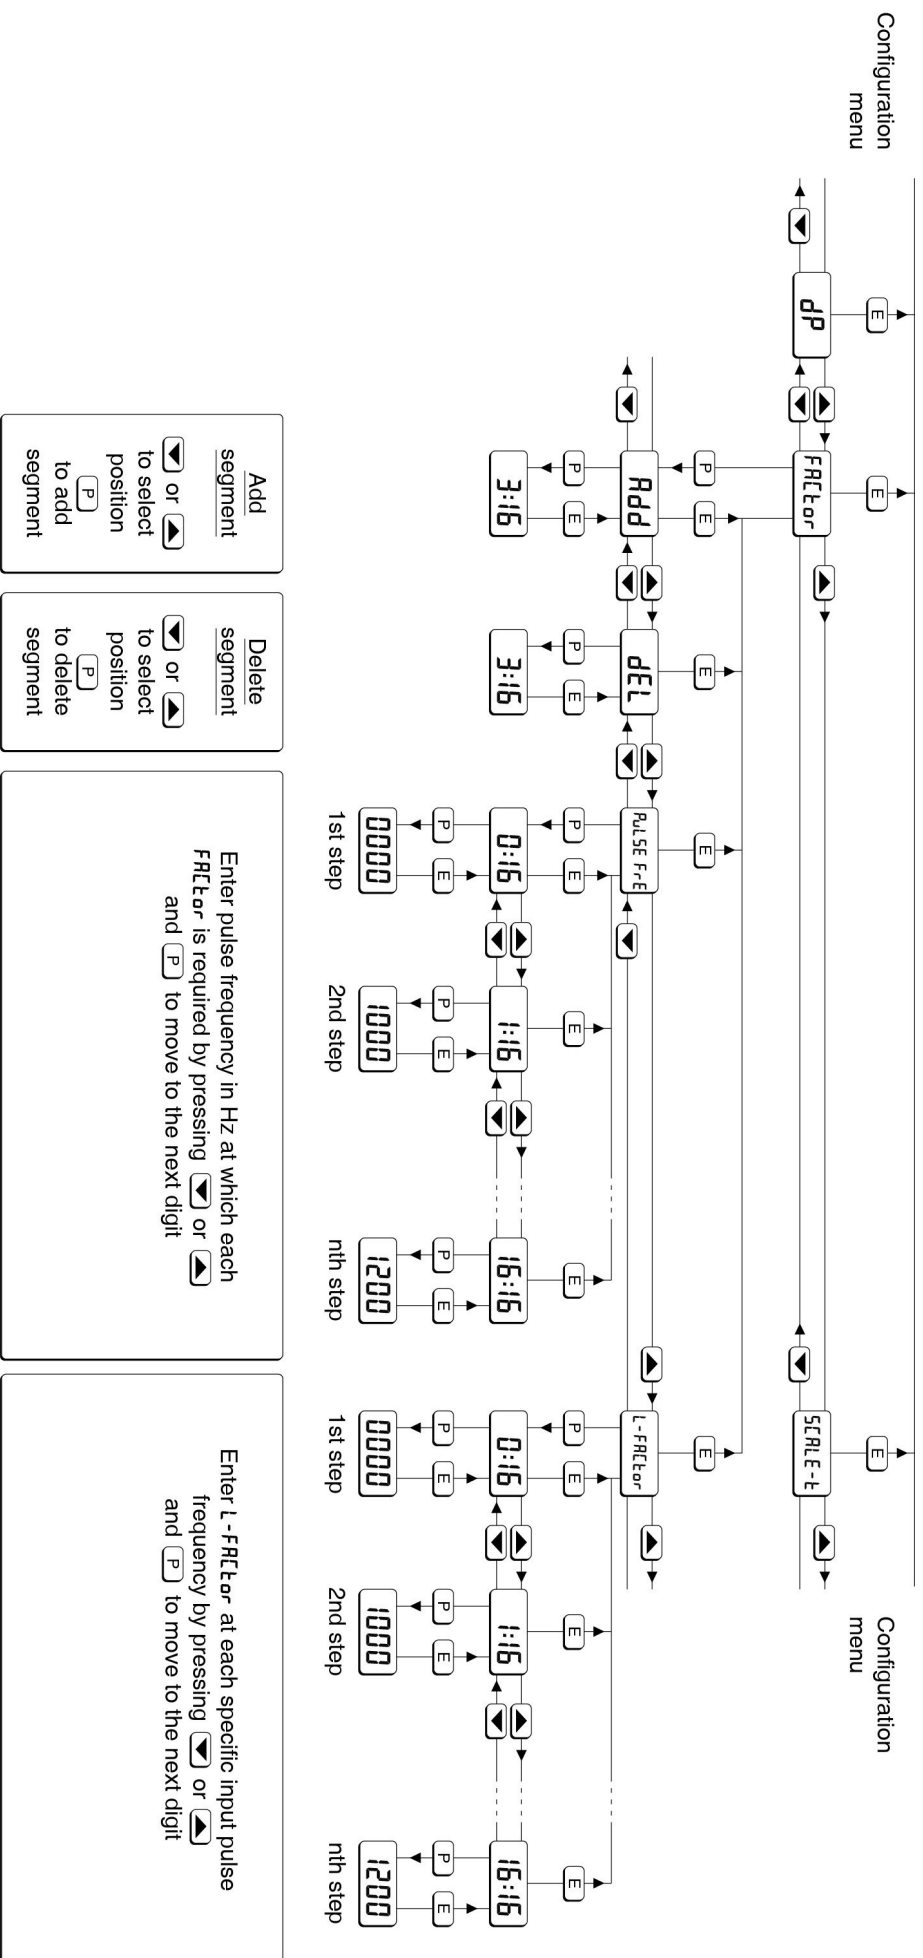 Configuration
menu
Configuration
menu
E
E
E
dP
FACtor
SCALE-t
P
E
E
E
E
Add
dEL
PuLSE FrE
L-FACtor
P
E
P
E
P
E
E
E
P
E
E
E
3:16
3:16
0:16
1:16
16:16
0:16
1:16
16:16
P
E
P
E
P
E
P
E
P
E
P
E
0000
1000
1200
0000
1000
1200
1st step
2nd step
nth step
1st step
2nd step
nth step
Add
segment
or
to select
position
P
to add
segment
Delete
segment
or
to select
position
P
to delete
segment
Enter pulse frequency in Hz at which each
FACtor is required by pressing or
and P to move to the next digit
Enter L-FACtor at each specific input pulse
frequency by pressing or
and P to move to the next digit